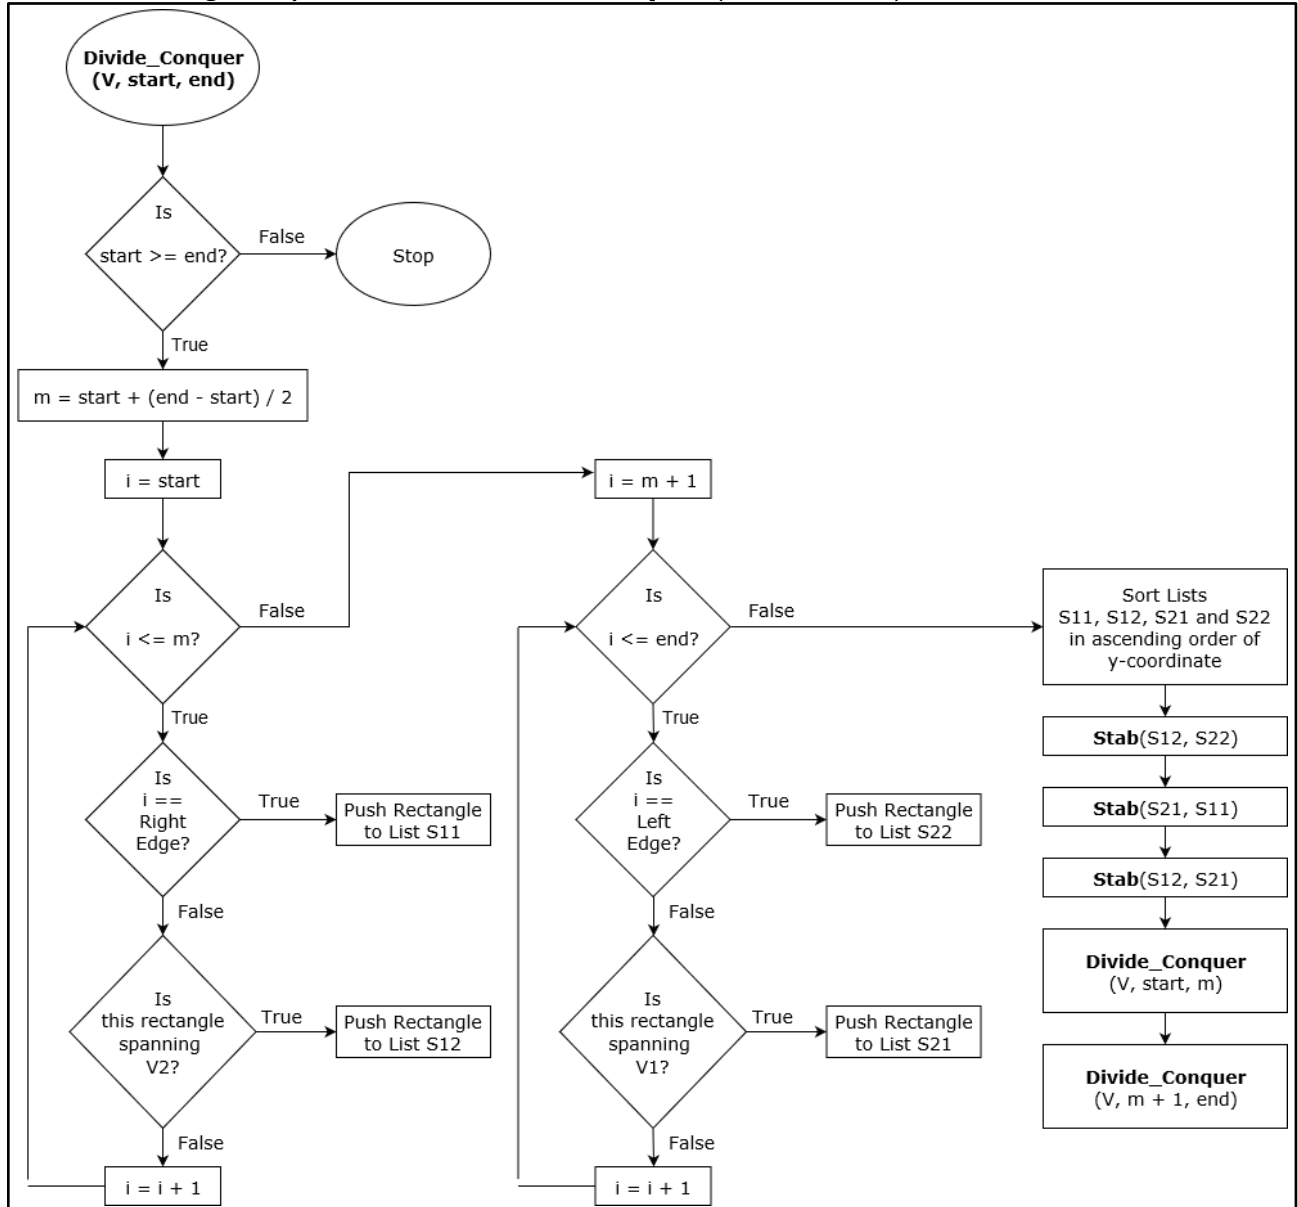 Divide_Conquer
(V, start, end)
Is
start >= end?
False
Stop
True
m = start + (end - start) / 2
i = start
Is
i <= m?
False
True
Is
i ==
Right
Edge?
True
Push Rectangle
to List S11
False
Is
this rectangle
spanning
V2?
True
Push Rectangle
to List S12
False
i = i + 1
i = m + 1
Is
i <= end?
False
True
Is
i ==
Left
Edge?
True
Push Rectangle
to List S22
False
Is
this rectangle
spanning
V1?
True
Push Rectangle
to List S21
False
i = i + 1
Sort Lists
S11, S12, S21 and S22
in ascending order of
y-coordinate
Stab(S12, S22)
Stab(S21, S11)
Stab(S12, S21)
Divide_Conquer
(V, start, m)
Divide_Conquer
(V, m + 1, end)